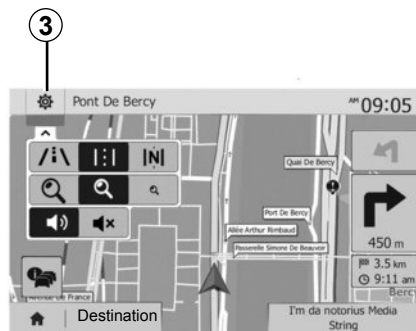 3
Pont De Bercy
AM 09:05
N
Quai De Bercy
Port De Bercy
Allée Arthur Rimbaud
Passerelle Simone De Beauvoir
450 m
3.5 km
9:11 am
Bercy
Avenue de France
Destination
I'm da notorius Media
String